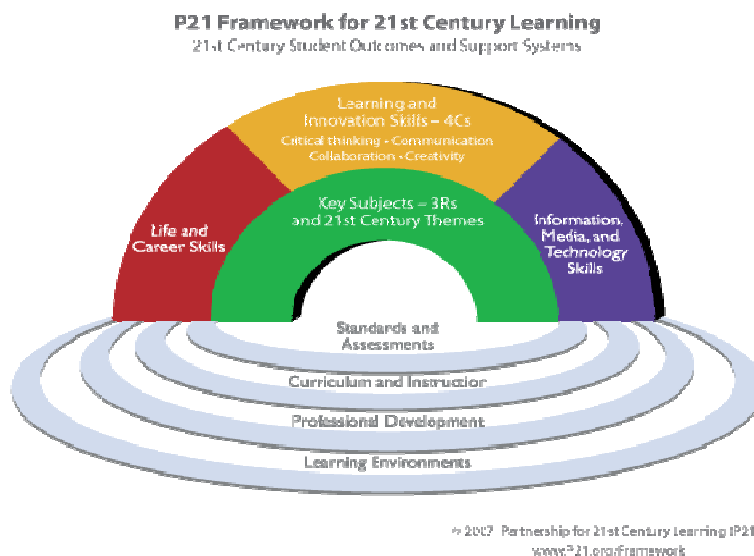 P21 Framework for 21st Century Learning
21st Century Student Outcomes and Support Systems
Learning and
Innovation Skills – 4Cs
Critical thinking • Communication
Collaboration • Creativity
Key Subjects – 3Rs
and 21st Century Themes
Life and
Career Skills
Information,
Media, and
Technology
Skills
Standards and
Assessments
Curriculum and Instruction
Professional Development
Learning Environments
© 2007 Partnership for 21st Century Learning (P21
www.P21.org/framework